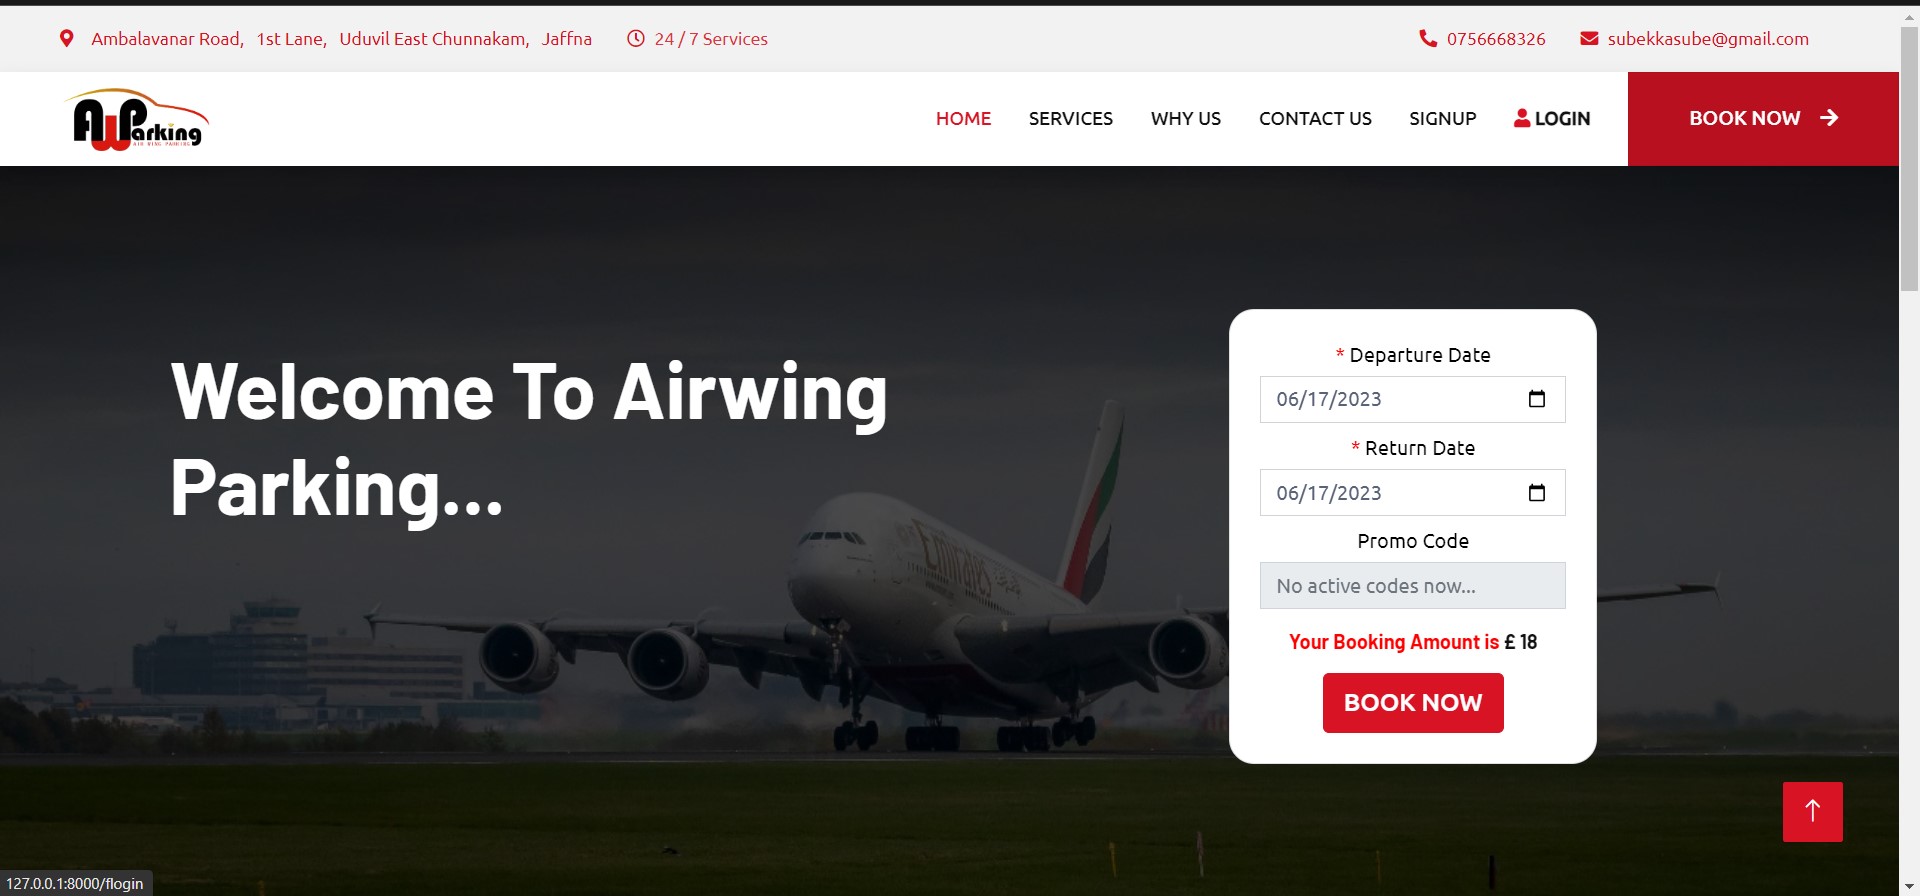 Ambalavanar Road, 1st Lane, Uduvil East Chunnakam, Jaffna 24 / 7 Services 0756668326 subekkasube@gmail.com
AWParking
AIR WING PARKING
HOME SERVICES WHY US CONTACT US SIGNUP LOGIN BOOK NOW
Welcome To Airwing
Parking...
Emirates
* Departure Date
06/17/2023
* Return Date
06/17/2023
Promo Code
No active codes now...
Your Booking Amount is £ 18
BOOK NOW
127.0.0.1:8000/flogin